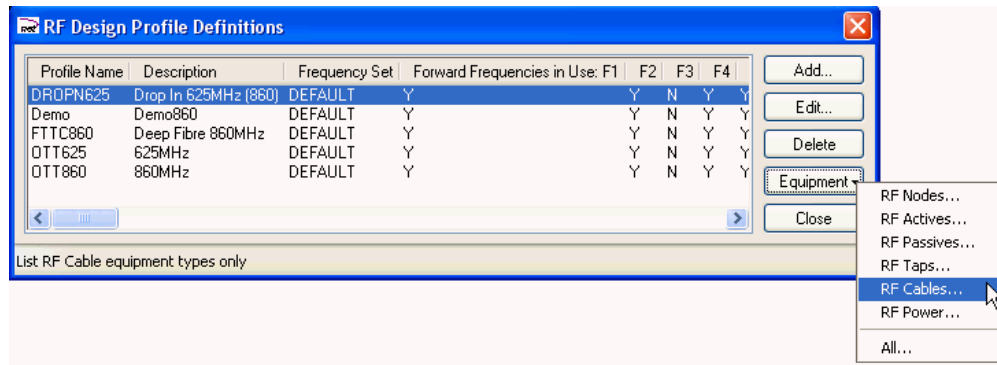 RF Design Profile Definitions
Profile Name Description Frequency Set Forward Frequencies in Use: F1 F2 F3 F4
DROPN625 Drop In 625MHz (860) DEFAULT Y Y N Y Y
Demo Demo860 DEFAULT Y Y N Y Y
FTTC860 Deep Fibre 860MHz DEFAULT Y Y N Y Y
OTT625 625MHz DEFAULT Y Y N Y Y
OTT860 860MHz DEFAULT Y Y N Y Y
Add...
Edit...
Delete
Equipment
Close
List RF Cable equipment types only
RF Nodes...
RF Actives...
RF Passives...
RF Taps...
RF Cables...
RF Power...
All...